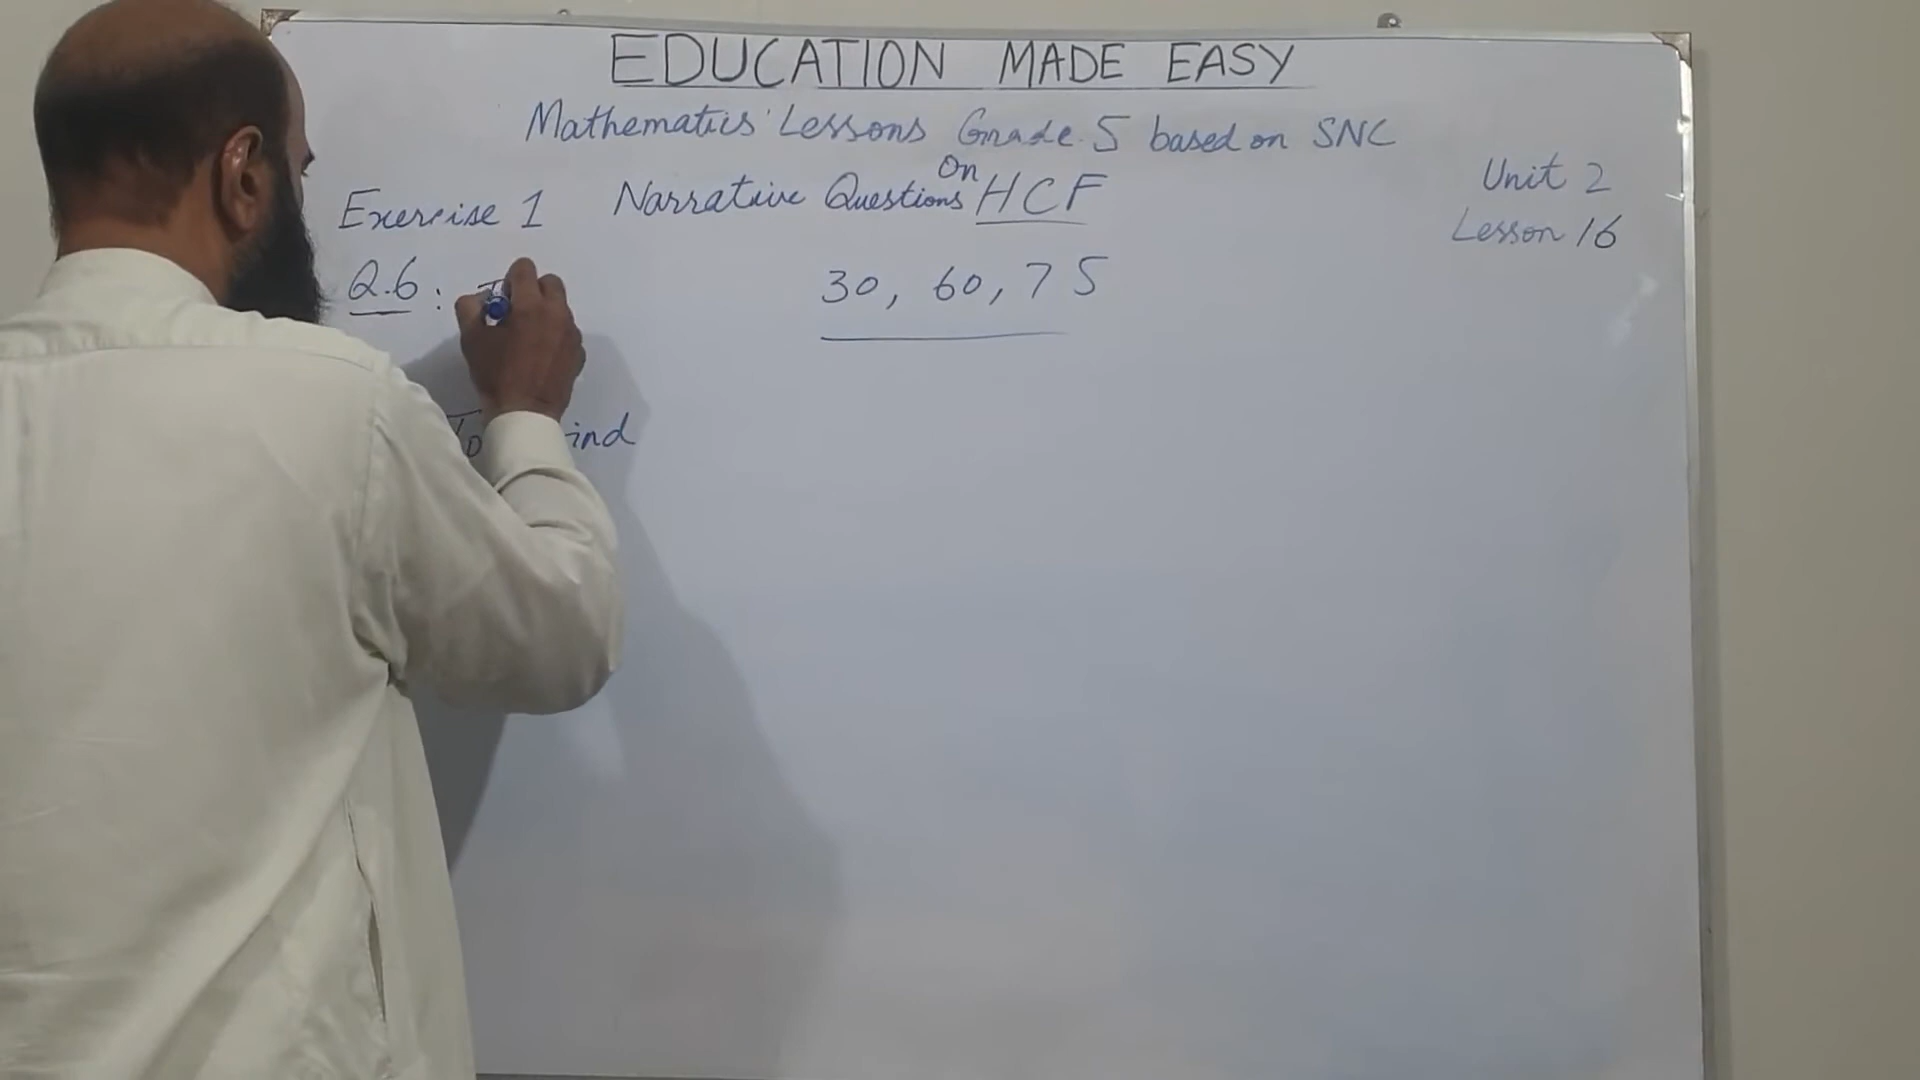 EDUCATION MADE EASY
Mathematics Lessons Grade 5 based on SNC
Exercise 1 Narrative Questions On HCF
Unit 2
Lesson 16
Q.6 : 30, 60, 75
To